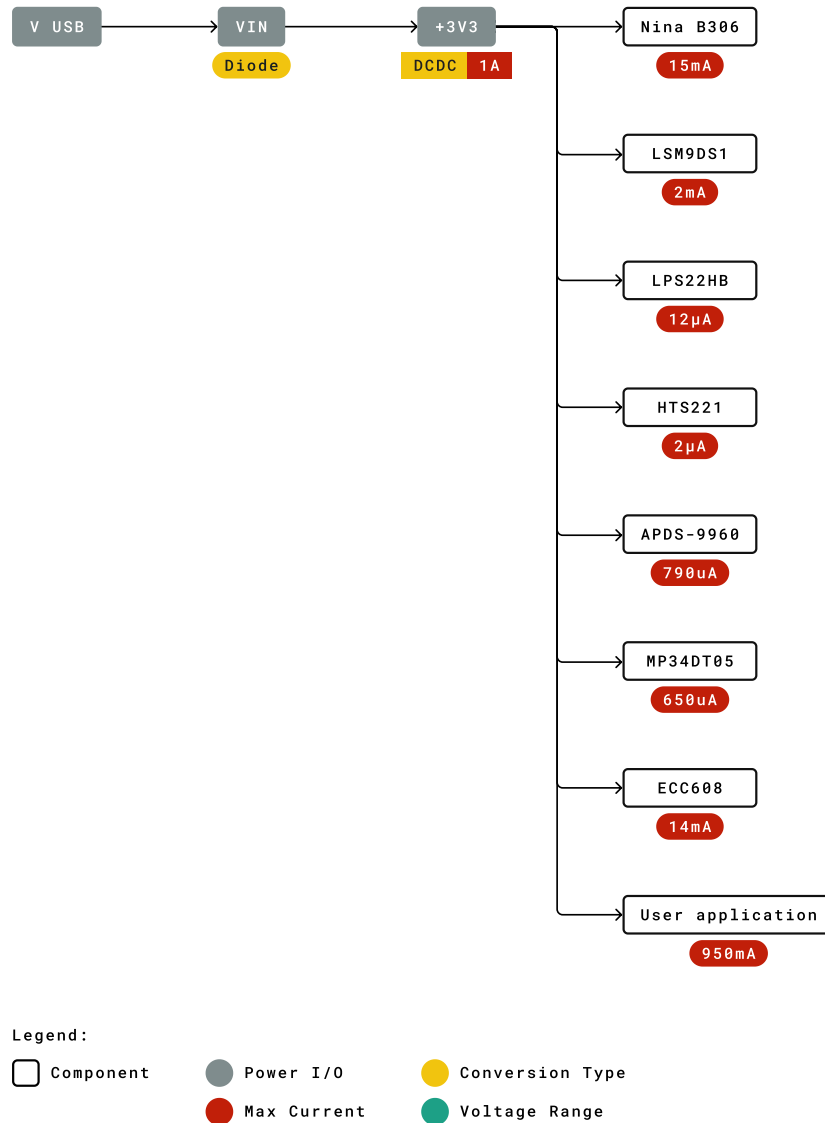 V USB
VIN
+3V3
Nina B306
Diode
DCDC
1A
15mA
LSM9DS1
2mA
LPS22HB
12µA
HTS221
2µA
APDS-9960
790uA
MP34DT05
650uA
ECC608
14mA
User application
950mA
Legend:
Component
Power I/O
Conversion Type
Max Current
Voltage Range